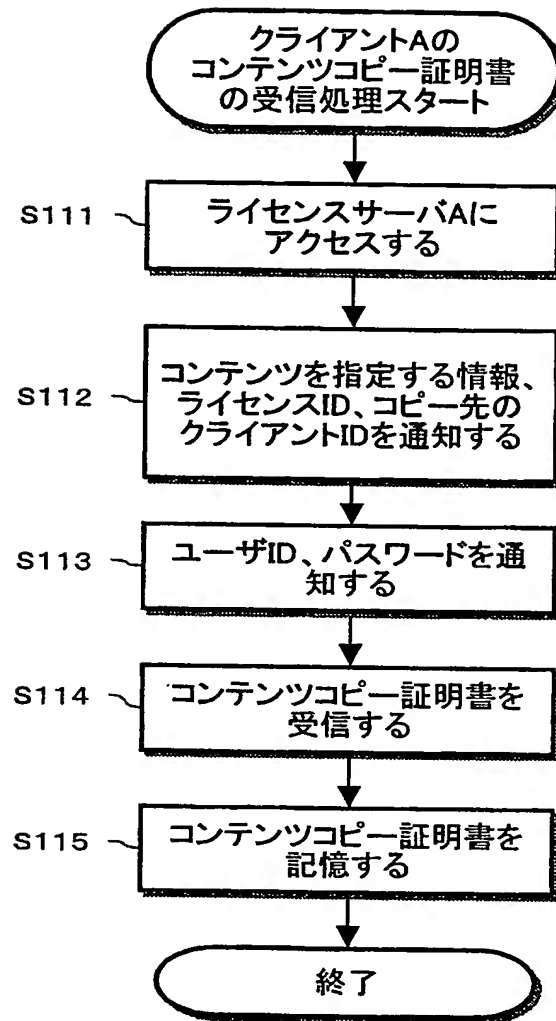 クライアントAの
コンテンツコピー証明書
の受信処理スタート
S111
ライセンスサーバAに
アクセスする
S112
コンテンツを指定する情報、
ライセンスID、コピー先の
クライアントIDを通知する
S113
ユーザID、パスワードを通
知する
S114
コンテンツコピー証明書を
受信する
S115
コンテンツコピー証明書を
記憶する
終了